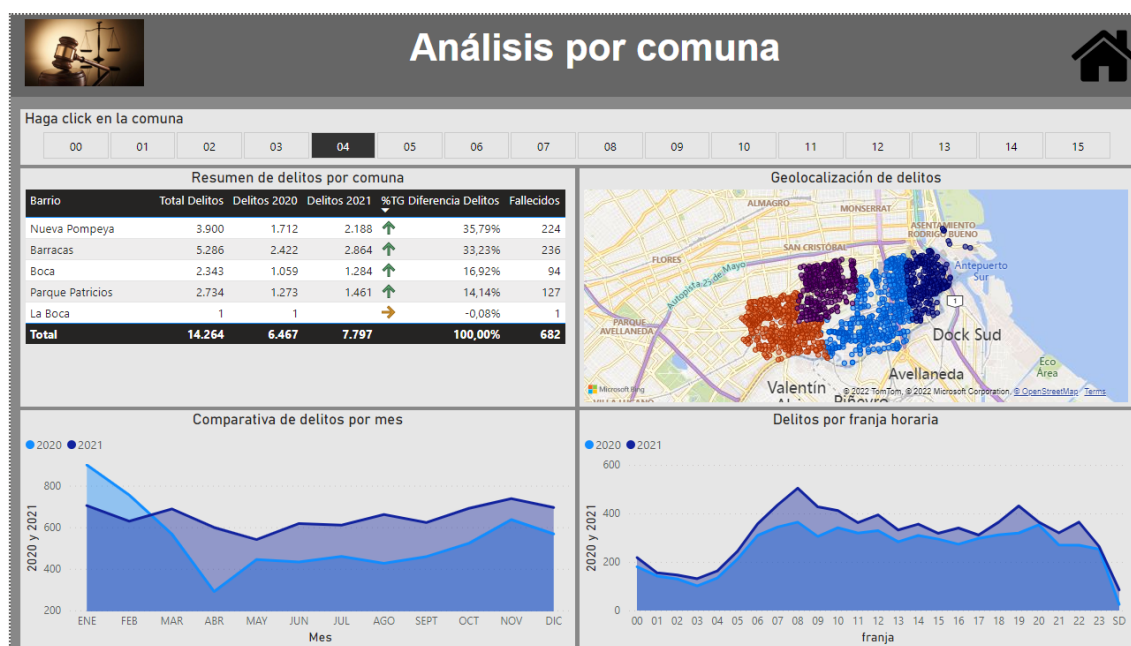 Análisis por comuna
Haga click en la comuna
00 01 02 03 04 05 06 07 08 09 10 11 12 13 14 15
Resumen de delitos por comuna
Barrio Total Delitos Delitos 2020 Delitos 2021 %TG Diferencia Delitos Fallecidos
Nueva Pompeya 3.900 1.712 2.188 35,79% 224
Barracas 5.286 2.422 2.864 33,23% 236
Boca 2.343 1.059 1.284 16,92% 94
Parque Patricios 2.734 1.273 1.461 14,14% 127
La Boca 1 1 -0,08% 1
Total 14.264 6.467 7.797 100,00% 682
Geolocalización de delitos
ALMAGRO
MONSERRAT
ASENTAMIENTO
RODRIGO BUENO
SAN CRISTÓBAL
FLORES
Autopista 25 de Mayo
Antepuerto
Sur
1
PARQUE
AVELLANEDA
Dock Sud
Eco
Area
Avellaneda
Valentín
Microsoft Bing
© 2022 TomTom, © 2022 Microsoft Corporation, © OpenStreetMap Terms
Comparativa de delitos por mes
2020 2021
2020 y 2021
800
600
400
200
ENE FEB MAR ABR MAY JUN JUL AGO SEPT OCT NOV DIC
Mes
Delitos por franja horaria
2020 2021
2020 y 2021
600
400
200
0
00 01 02 03 04 05 06 07 08 09 10 11 12 13 14 15 16 17 18 19 20 21 22 23 SD
franja